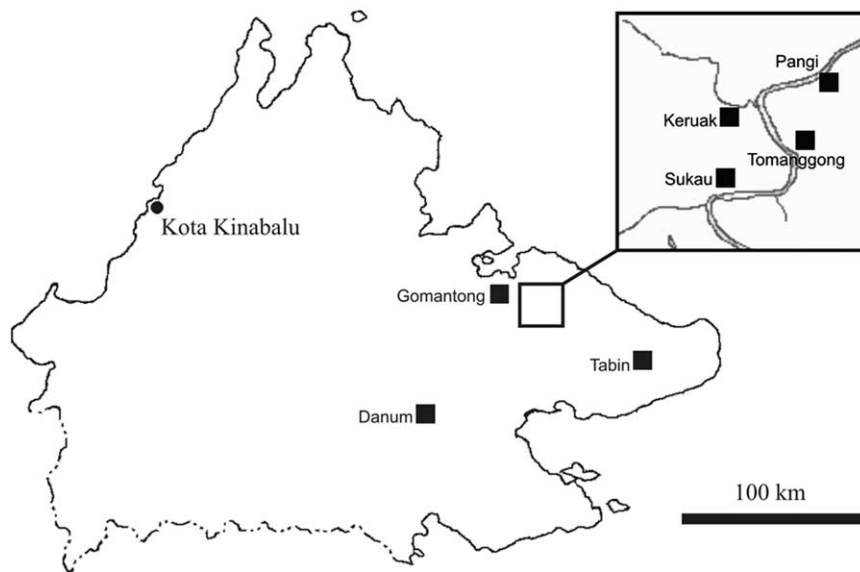 Pangi
Keruak
Tomanggong
Sukau
Kota Kinabalu
Gomantong
Tabin
Danum
100 km